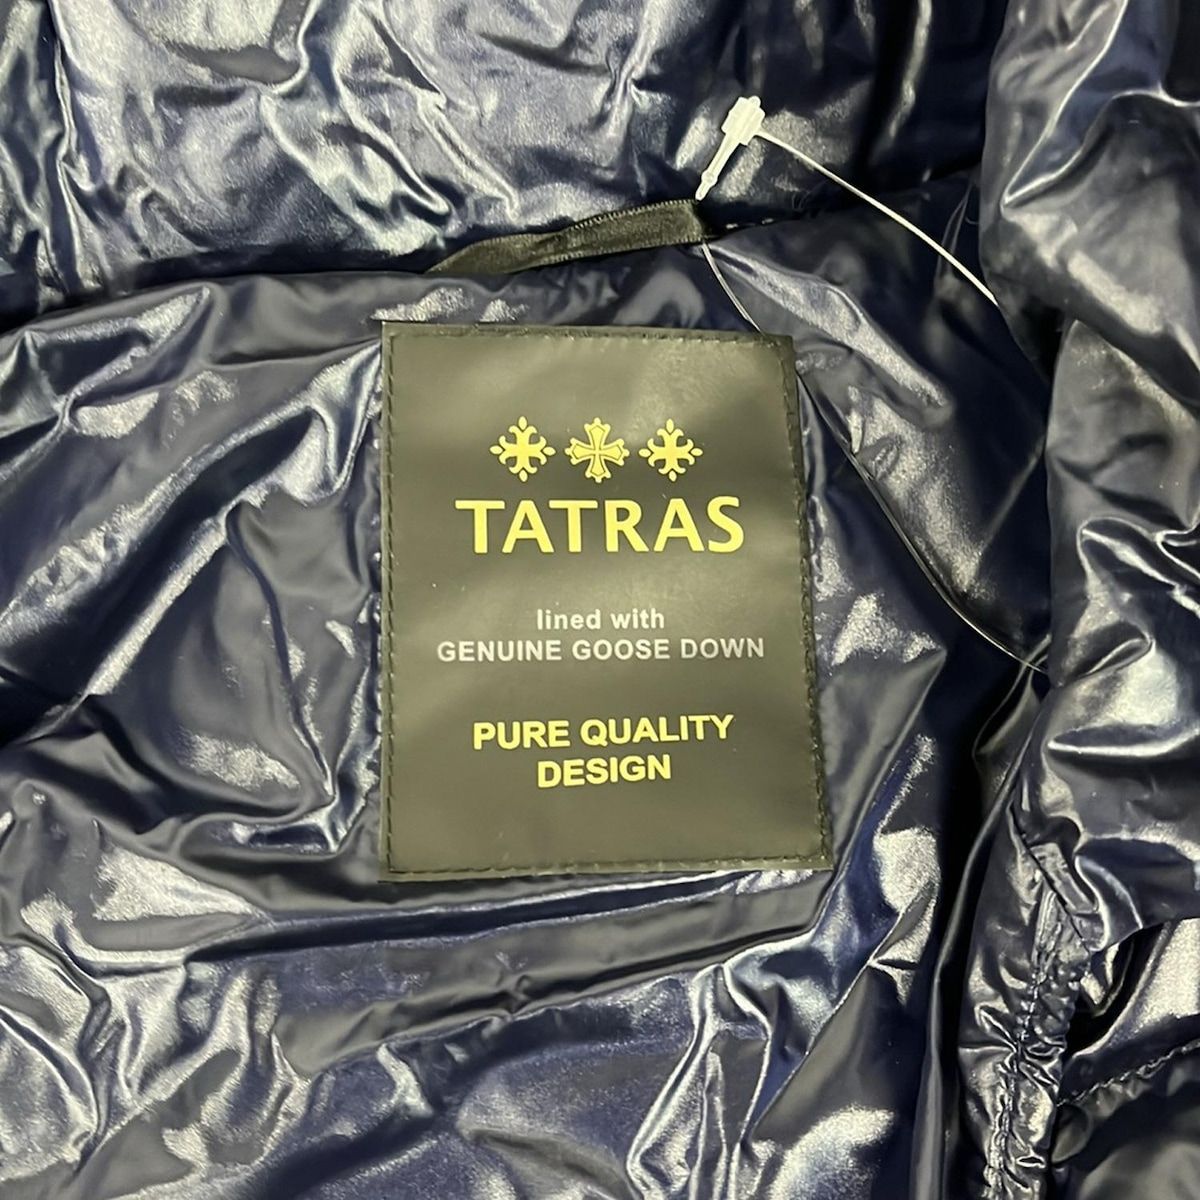 TATRAS
lined with
GENUINE GOOSE DOWN
PURE QUALITY
DESIGN